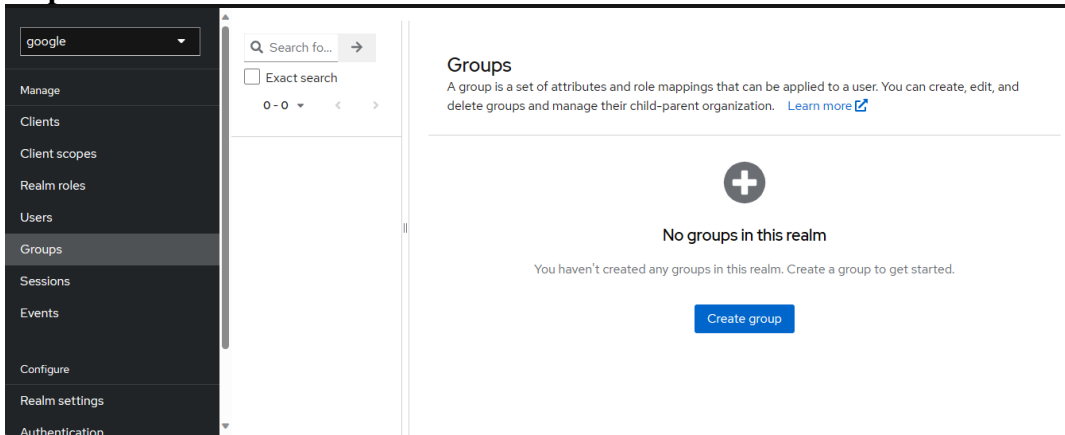 google
Manage
Clients
Client scopes
Realm roles
Users
Groups
Sessions
Events
Configure
Realm settings
Authentication
Search fo...
Exact search
0 - 0
Groups
A group is a set of attributes and role mappings that can be applied to a user. You can create, edit, and
delete groups and manage their child-parent organization. Learn more
No groups in this realm
You haven't created any groups in this realm. Create a group to get started.
Create group